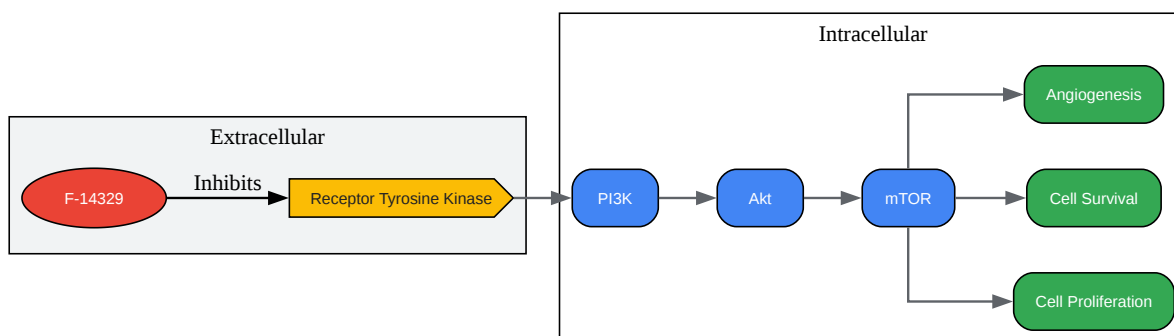 Extracellular
F-14329
Inhibits
Receptor Tyrosine Kinase
Intracellular
PI3K
Akt
mTOR
Angiogenesis
Cell Survival
Cell Proliferation